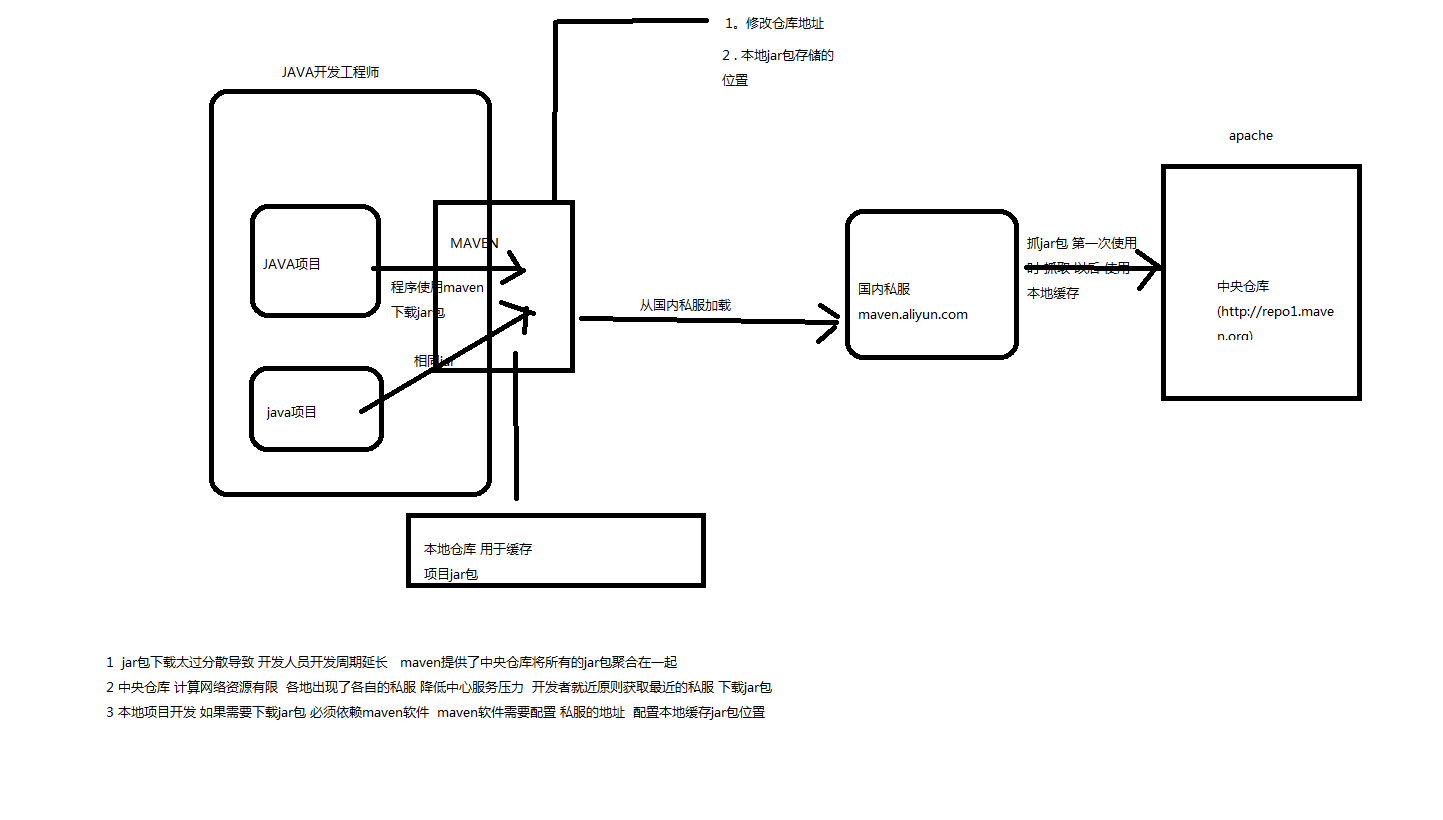 1。修改仓库地址
2 . 本地jar包存储的
位置
JAVA开发工程师
apache
MAVEN
JAVA项目
程序使用maven
下载jar包
相同jar
java项目
从国内私服加载
国内私服
maven.aliyun.com
抓jar包 第一次使用
时 抓取 以后 使用
本地缓存
中央仓库
(http://repo1.mave
n.org)
本地仓库 用于缓存
项目jar包
1 jar包下载太过分散导致 开发人员开发周期延长 maven提供了中央仓库将所有的jar包聚合在一起
2 中央仓库 计算网络资源有限 各地出现了各自的私服 降低中心服务压力 开发者就近原则获取最近的私服 下载jar包
3 本地项目开发 如果需要下载jar包 必须依赖maven软件 maven软件需要配置 私服的地址 配置本地缓存jar包位置